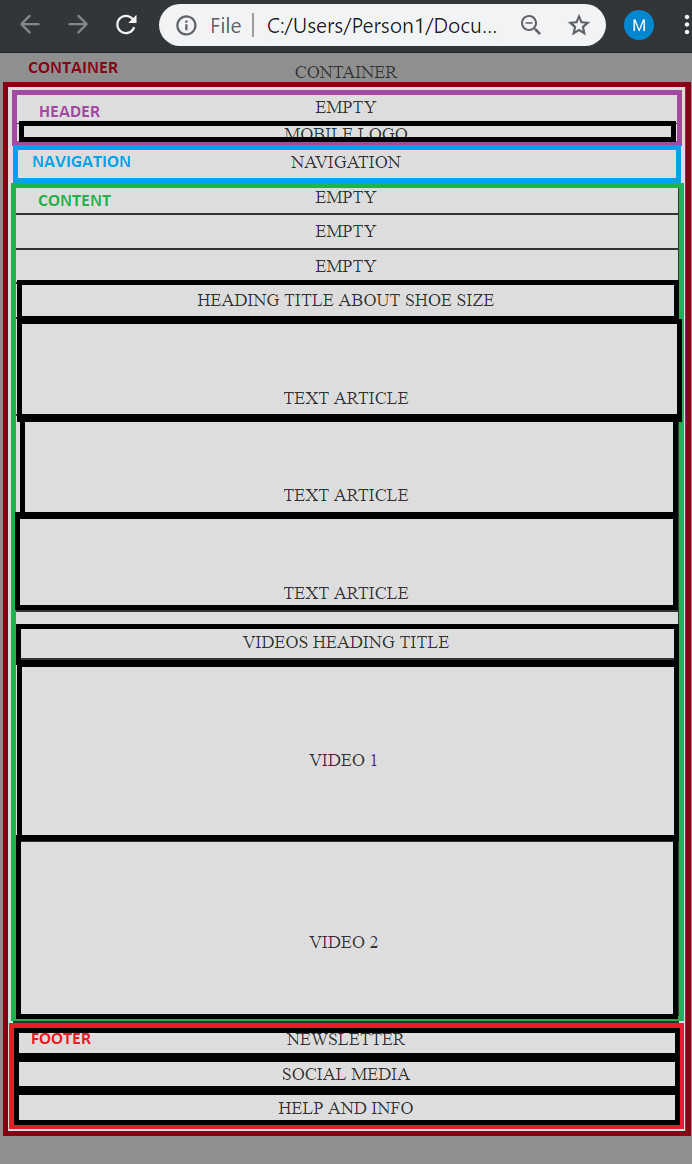 File | C:/Users/Person1/Docu...
M
CONTAINER CONTAINER
EMPTY
HEADER
MOBILE LOGO
NAVIGATION NAVIGATION
EMPTY
CONTENT
EMPTY
EMPTY
HEADING TITLE ABOUT SHOE SIZE
TEXT ARTICLE
TEXT ARTICLE
TEXT ARTICLE
VIDEOS HEADING TITLE
VIDEO 1
VIDEO 2
FOOTER NEWSLETTER
SOCIAL MEDIA
HELP AND INFO